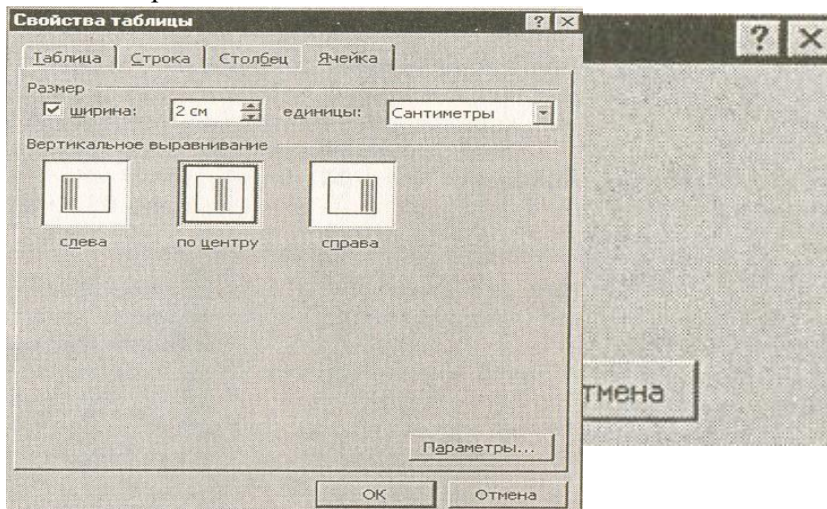 Свойства таблицы ? ×
Таблица Строка Столбец Ячейка
Размер
ширина: 2 см единицы: Сантиметры
Вертикальное выравнивание
слева по центру справа
Параметры...
ОК Отмена
? ×
тмена